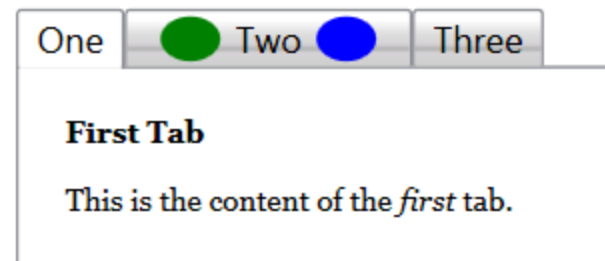 One Two Three
First Tab
This is the content of the first tab.